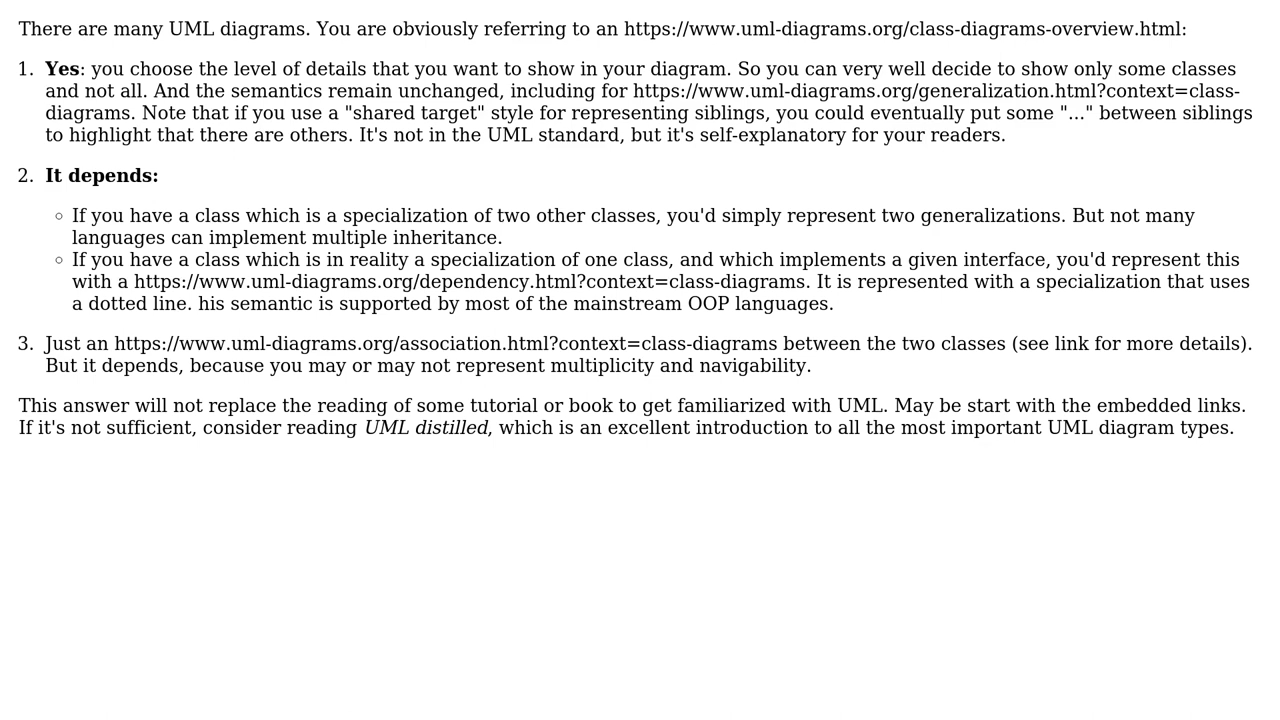 There are many UML diagrams. You are obviously referring to an https://www.uml-diagrams.org/class-diagrams-overview.html:
1. Yes: you choose the level of details that you want to show in your diagram. So you can very well decide to show only some classes
and not all. And the semantics remain unchanged, including for https://www.uml-diagrams.org/generalization.html?context=class-
diagrams. Note that if you use a "shared target" style for representing siblings, you could eventually put some "..." between siblings
to highlight that there are others. It's not in the UML standard, but it's self-explanatory for your readers.
2. It depends:
◦ If you have a class which is a specialization of two other classes, you'd simply represent two generalizations. But not many
languages can implement multiple inheritance.
◦ If you have a class which is in reality a specialization of one class, and which implements a given interface, you'd represent this
with a https://www.uml-diagrams.org/dependency.html?context=class-diagrams. It is represented with a specialization that uses
a dotted line. his semantic is supported by most of the mainstream OOP languages.
3. Just an https://www.uml-diagrams.org/association.html?context=class-diagrams between the two classes (see link for more details).
But it depends, because you may or may not represent multiplicity and navigability.
This answer will not replace the reading of some tutorial or book to get familiarized with UML. May be start with the embedded links.
If it's not sufficient, consider reading UML distilled, which is an excellent introduction to all the most important UML diagram types.